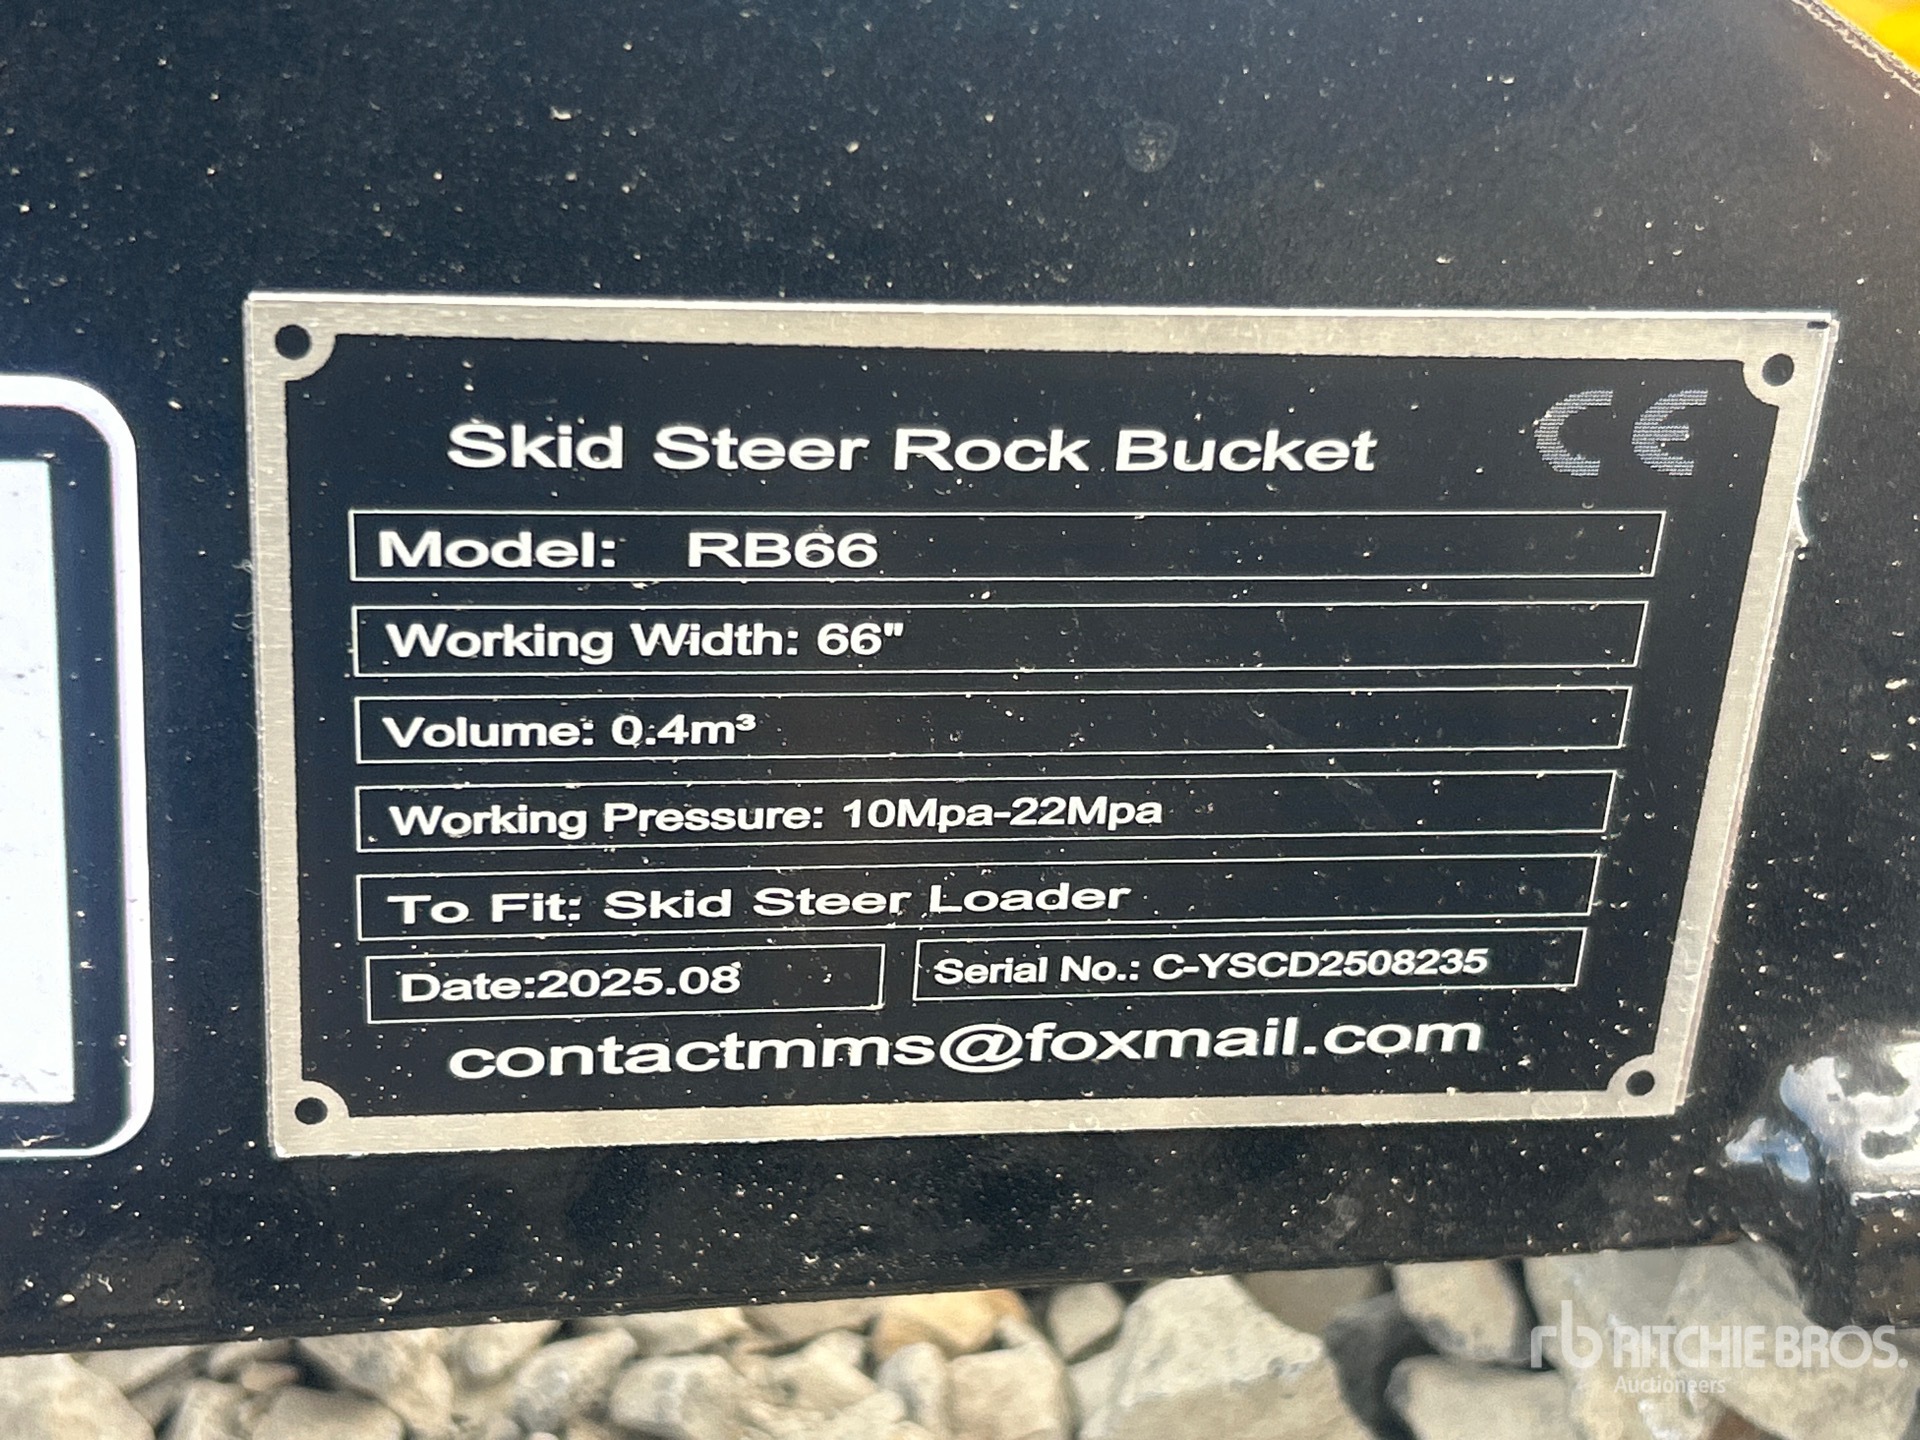 Skid Steer Rock Bucket
CE
Model: RB66
Working Width: 66"
Volume: 0.4m³
Working Pressure: 10Mpa-22Mpa
To Fit: Skid Steer Loader
Date:2025.08
Serial No.: C-YSCD2508235
contactmms@foxmail.com
rb RITCHIE BROS.
Auctioneers